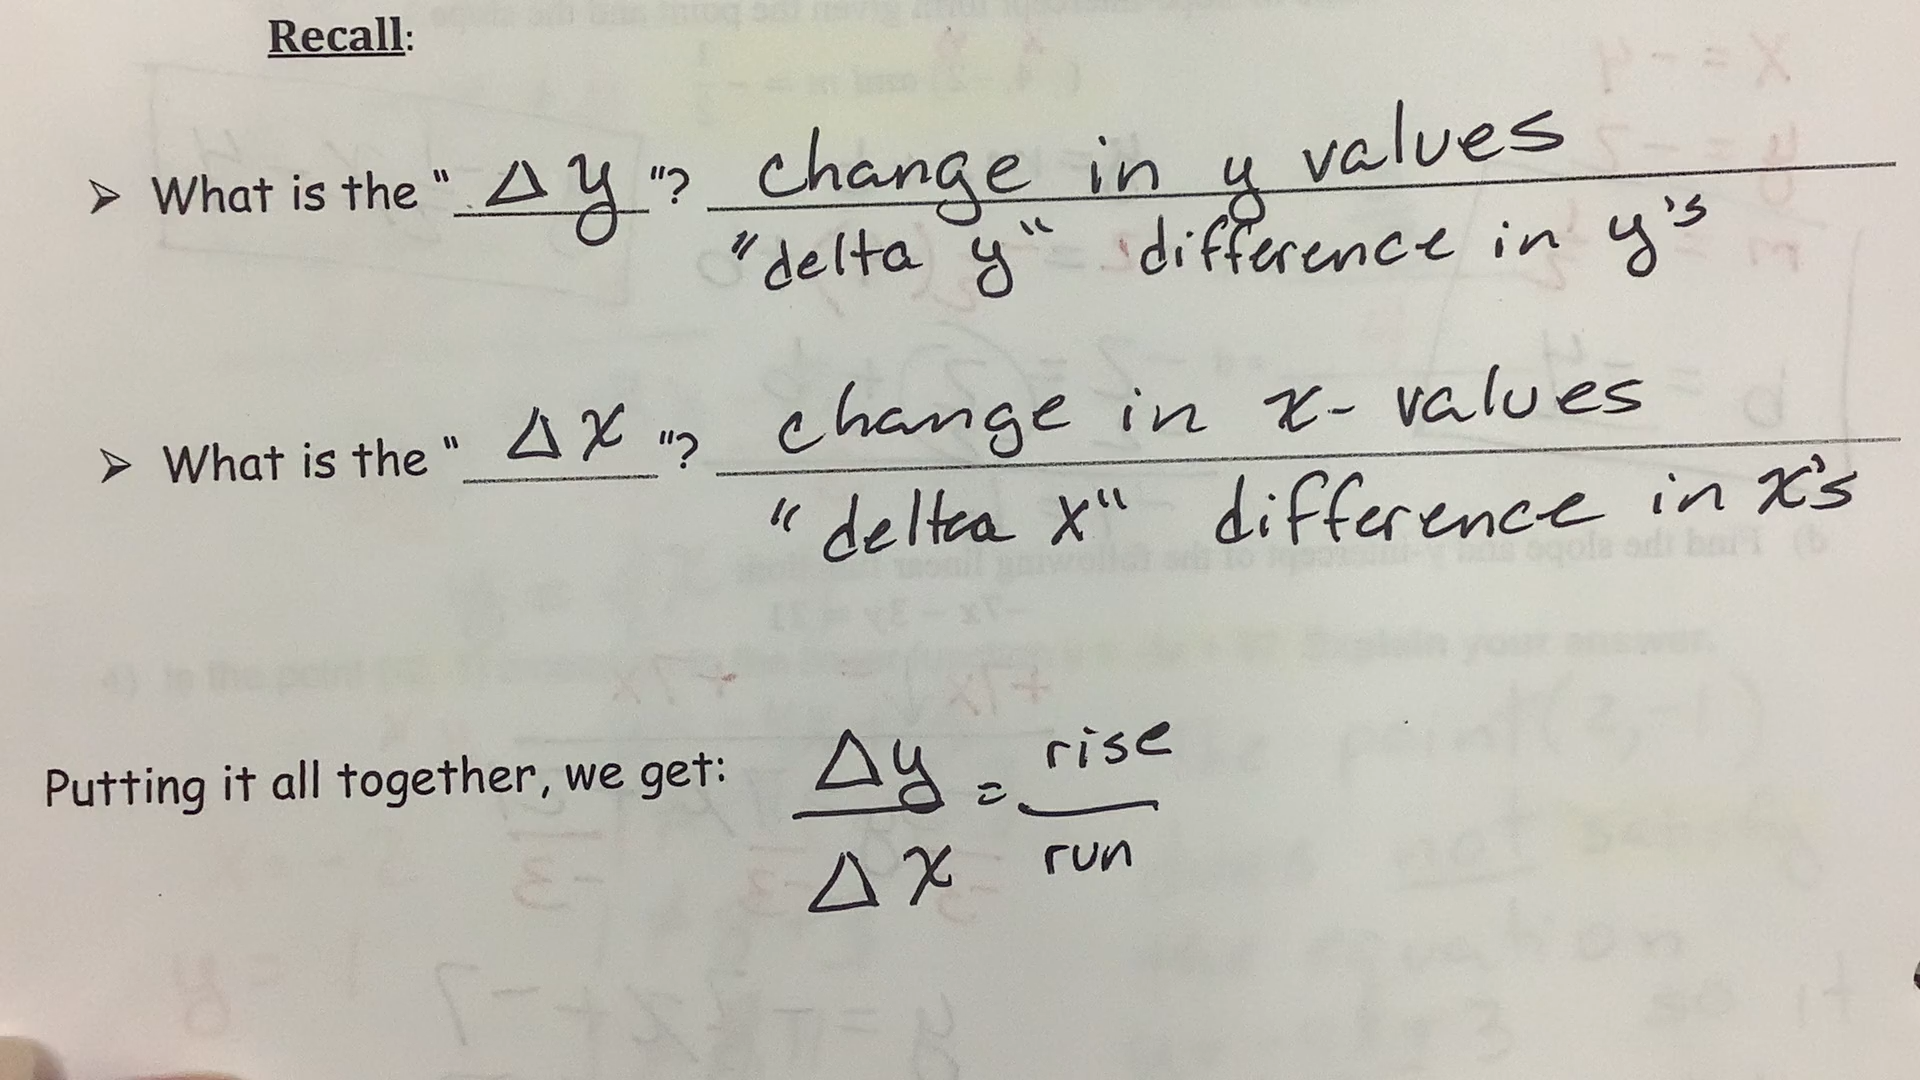 Recall:
➤ What is the "Δy"? change in y values
"delta y" difference in y's
➤ What is the "Δx"? change in x-values
"delta x" difference in x's
Putting it all together, we get: Δy/Δx = rise/run